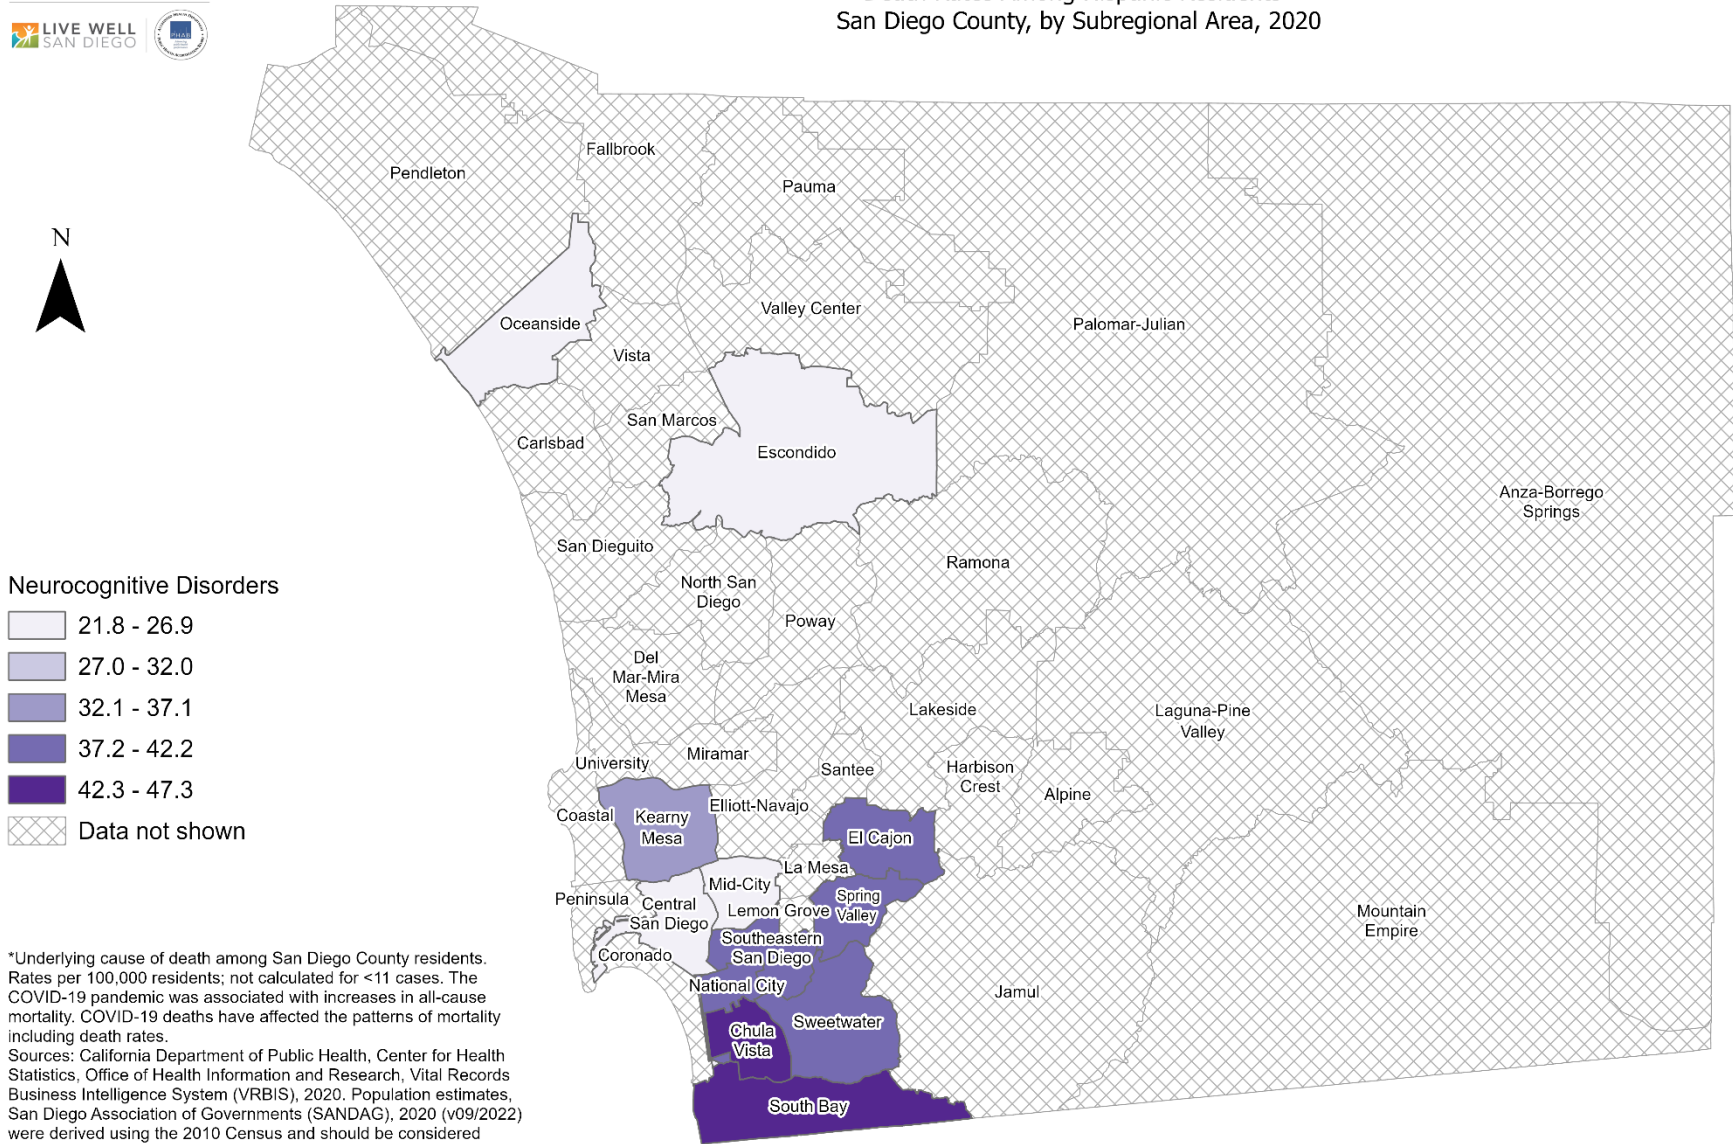 LIVE WELL
SAN DIEGO
PHAB
San Diego County, by Subregional Area, 2020
N
Fallbrook
Pendleton
Pauma
Valley Center
Oceanside
Palomar-Julian
Vista
San Marcos
Carlsbad
Escondido
Anza-Borrego
Springs
San Dieguito
Ramona
North San
Diego
Poway
Del
Mar-Mira
Mesa
Lakeside
Laguna-Pine
Valley
Miramar
University
Santee
Harbison
Crest
Alpine
Coastal
Kearny
Mesa
Elliott-Navajo
El Cajon
La Mesa
Mid-City
Peninsula
Central
San Diego
Lemon Grove
Spring
Valley
Mountain
Empire
Southeastern
San Diego
Coronado
National City
Jamul
Sweetwater
Chula
Vista
South Bay
Neurocognitive Disorders
21.8 - 26.9
27.0 - 32.0
32.1 - 37.1
37.2 - 42.2
42.3 - 47.3
Data not shown
*Underlying cause of death among San Diego County residents.
Rates per 100,000 residents; not calculated for <11 cases. The
COVID-19 pandemic was associated with increases in all-cause
mortality. COVID-19 deaths have affected the patterns of mortality
including death rates.
Sources: California Department of Public Health, Center for Health
Statistics, Office of Health Information and Research, Vital Records
Business Intelligence System (VRBIS), 2020. Population estimates,
San Diego Association of Governments (SANDAG), 2020 (v09/2022)
were derived using the 2010 Census and should be considered